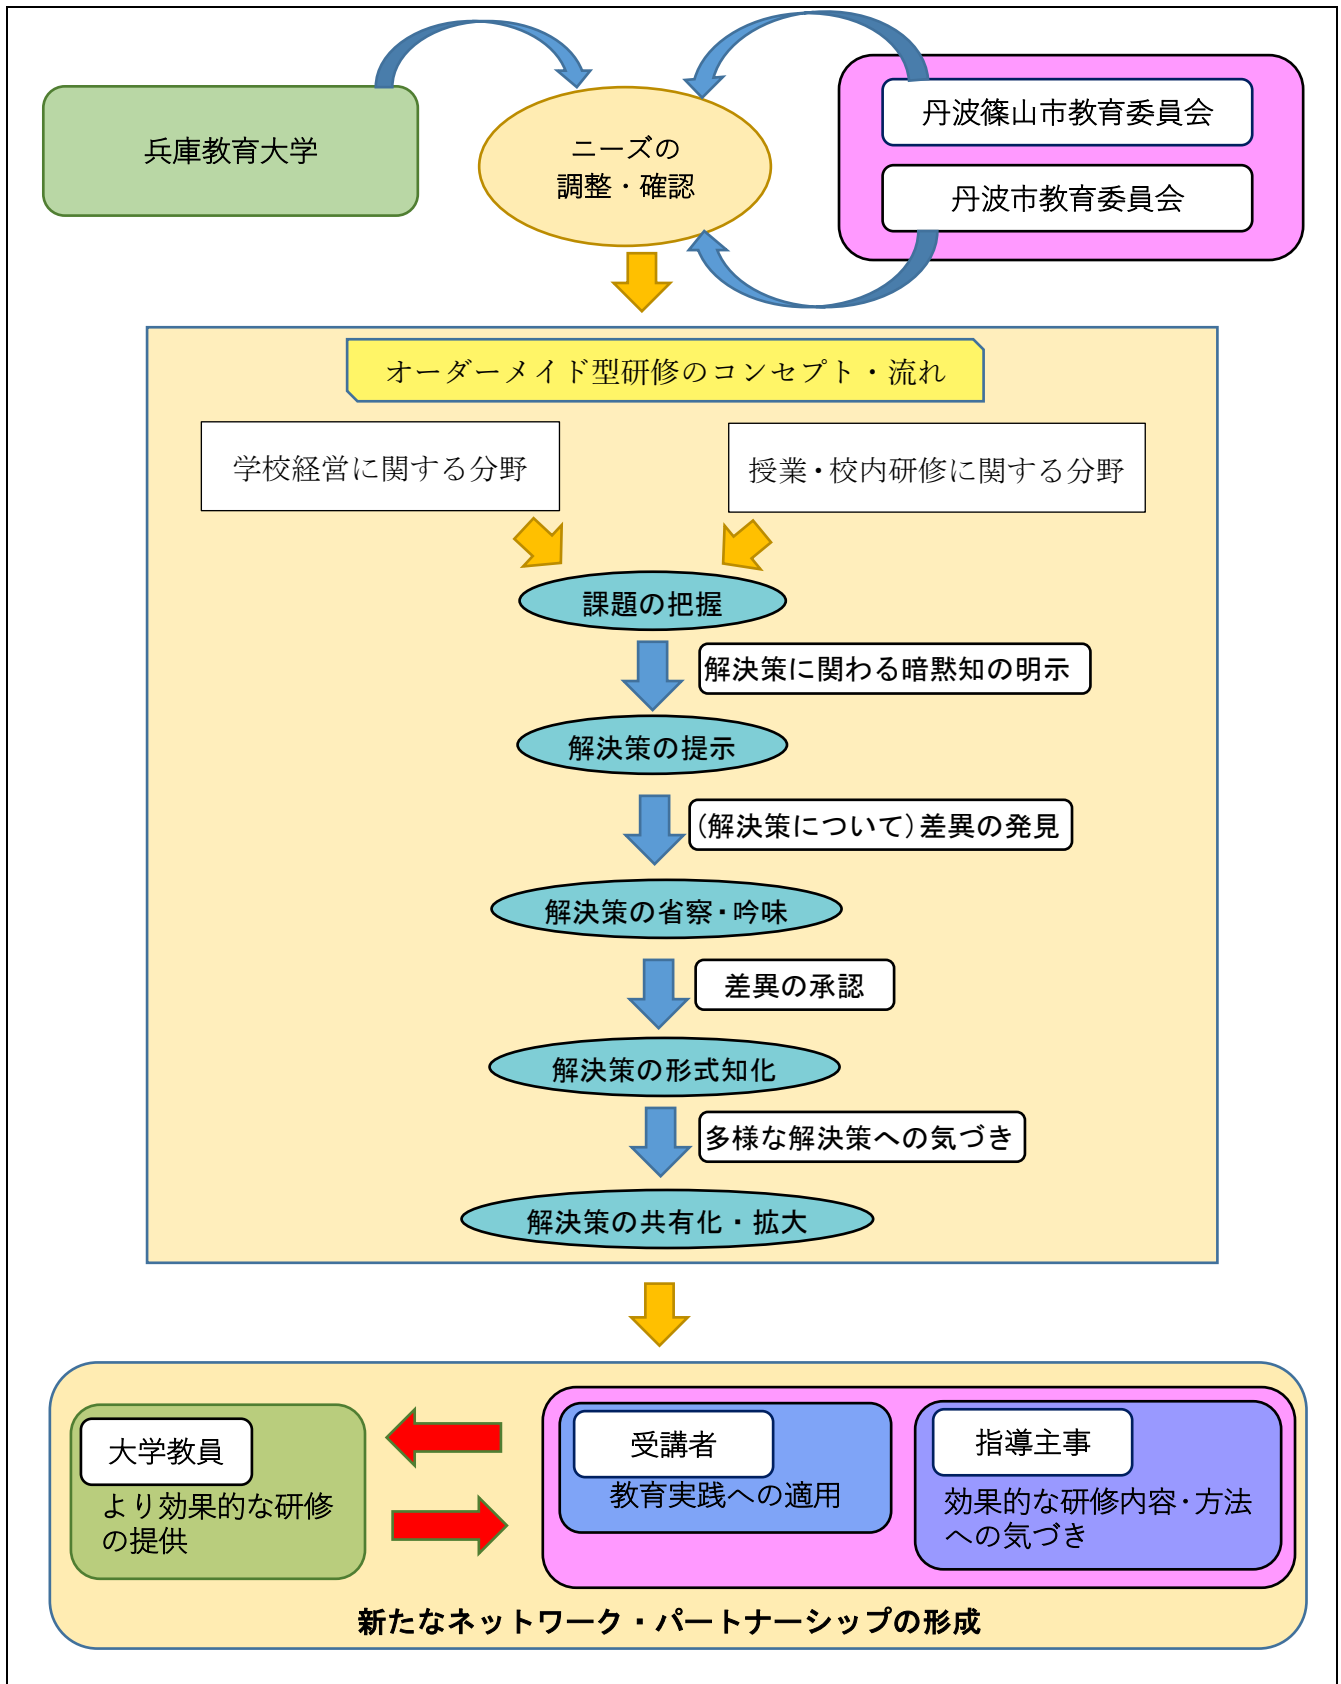 兵庫教育大学
ニーズの
調整・確認
丹波篠山市教育委員会
丹波市教育委員会
オーダーメイド型研修のコンセプト・流れ
学校経営に関する分野
授業・校内研修に関する分野
課題の把握
解決策に関わる暗黙知の明示
解決策の提示
(解決策について)差異の発見
解決策の省察・吟味
差異の承認
解決策の形式知化
多様な解決策への気づき
解決策の共有化・拡大
大学教員
より効果的な研修
の提供
受講者
教育実践への適用
指導主事
効果的な研修内容・方法
への気づき
新たなネットワーク・パートナーシップの形成